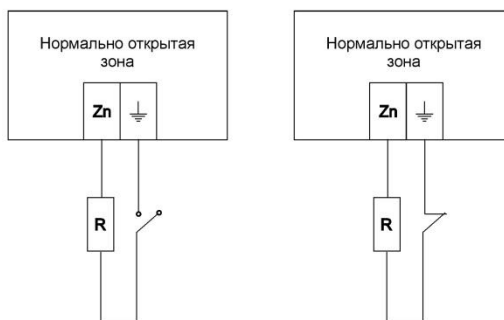 Нормально открытая
зона
Zn
R
Нормально открытая
зона
Zn
R